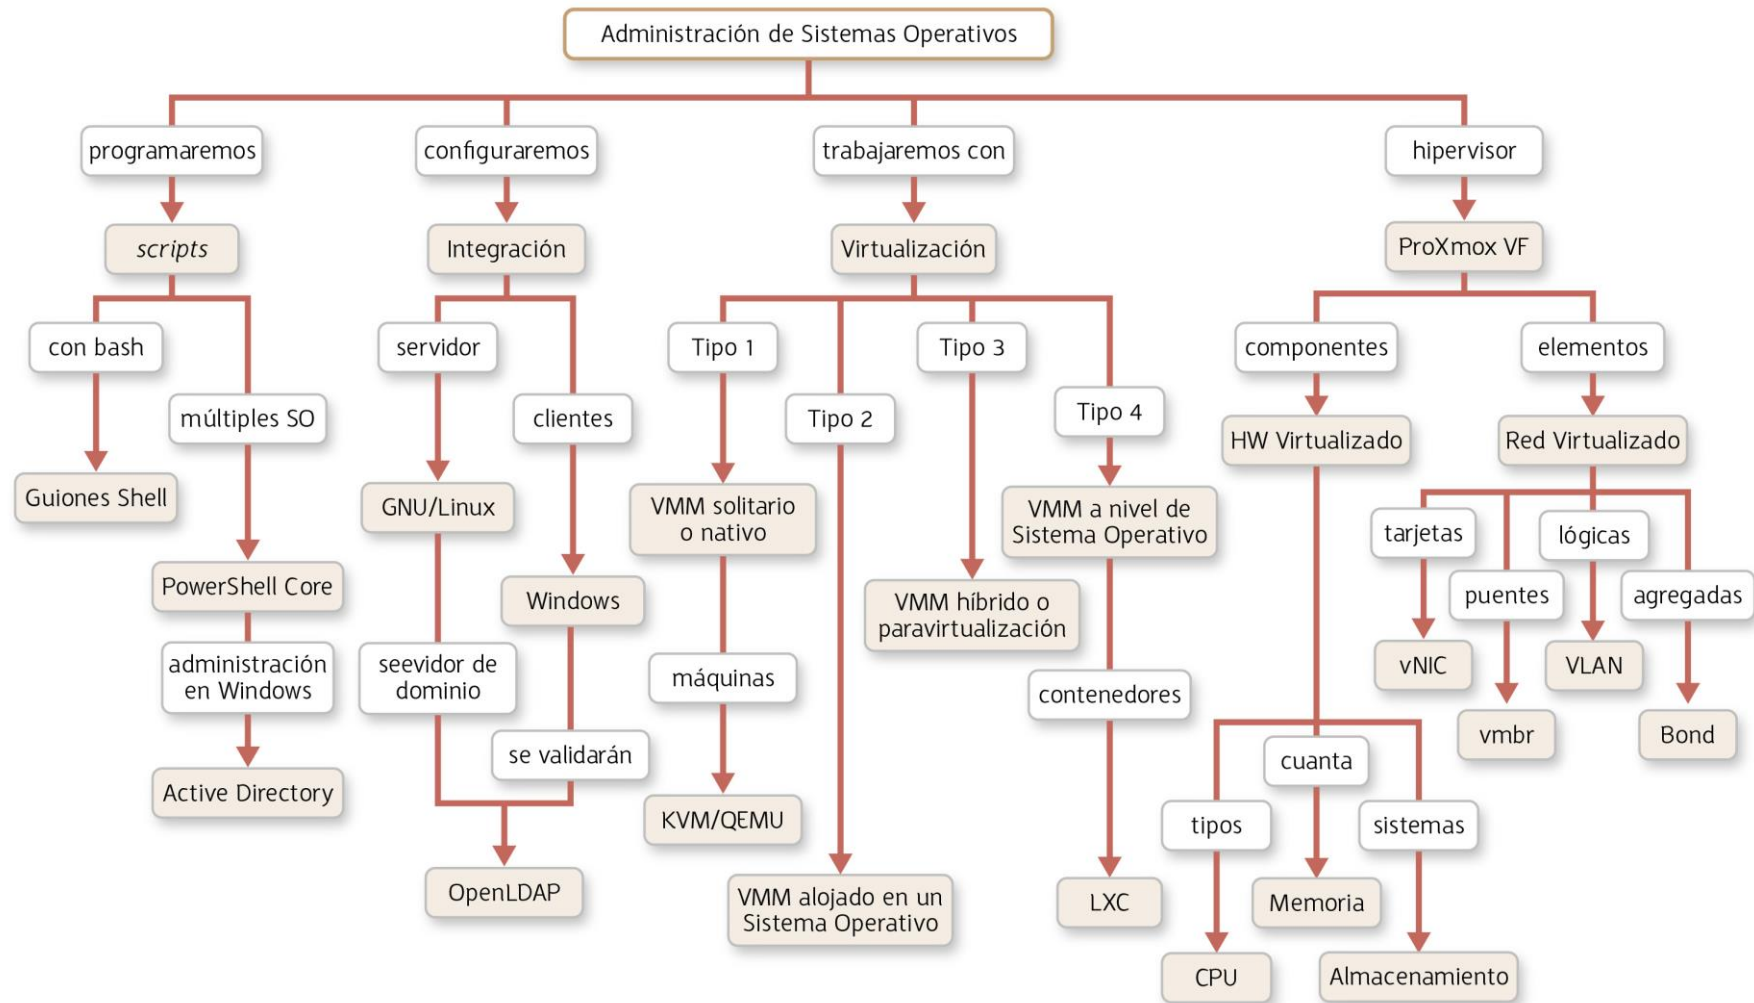 Administración de Sistemas Operativos
programaremos
configuraremos
trabajaremos con
hipervisor
scripts
Integración
Virtualización
ProXmox VF
con bash
servidor
Tipo 1
Tipo 3
componentes
elementos
múltiples SO
clientes
Tipo 2
Tipo 4
HW Virtualizado
Red Virtualizado
Guiones Shell
GNU/Linux
VMM solitario
o nativo
VMM a nivel de
Sistema Operativo
tarjetas
lógicas
PowerShell Core
Windows
VMM híbrido o
paravirtualización
puentes
agregadas
administración
en Windows
seevidor de
dominio
máquinas
contenedores
vNIC
VLAN
se validarán
vmbr
Bond
cuanta
Active Directory
KVM/QEMU
tipos
sistemas
OpenLDAP
VMM alojado en un
Sistema Operativo
LXC
Memoria
CPU
Almacenamiento